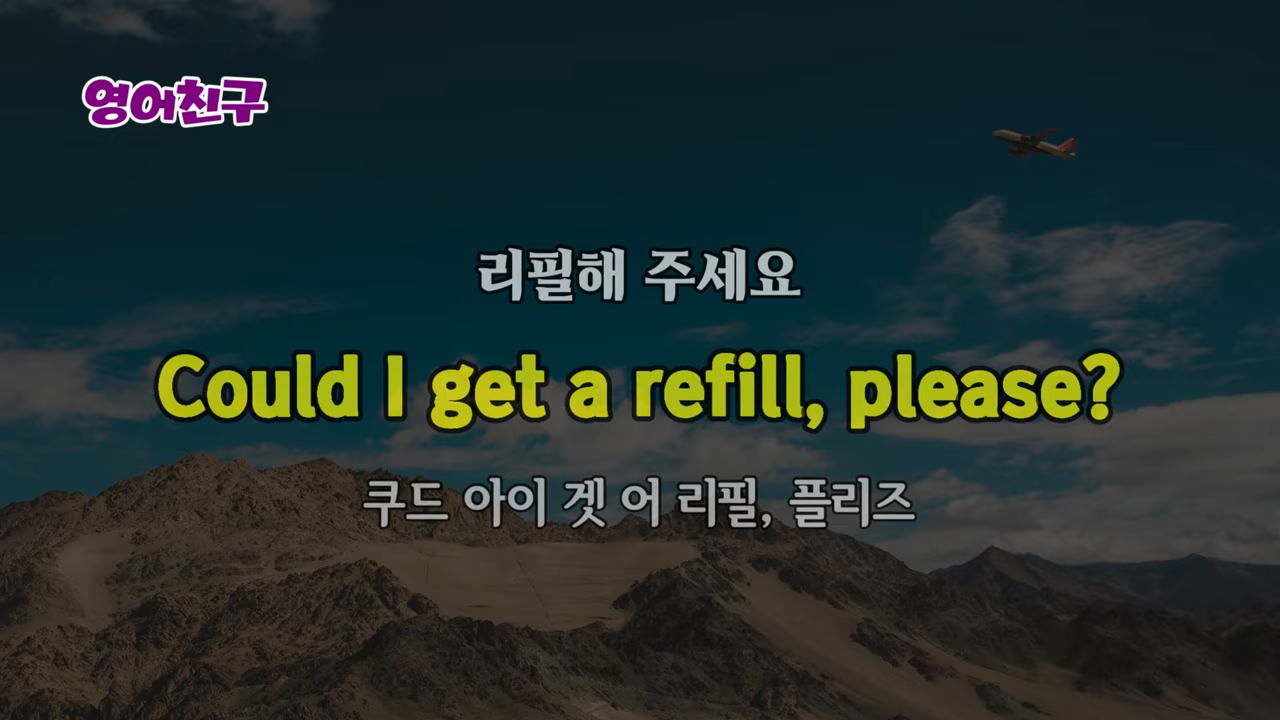 영어친구
리필해 주세요
Could I get a refill, please?
쿠드 아이 겟 어 리필, 플리즈